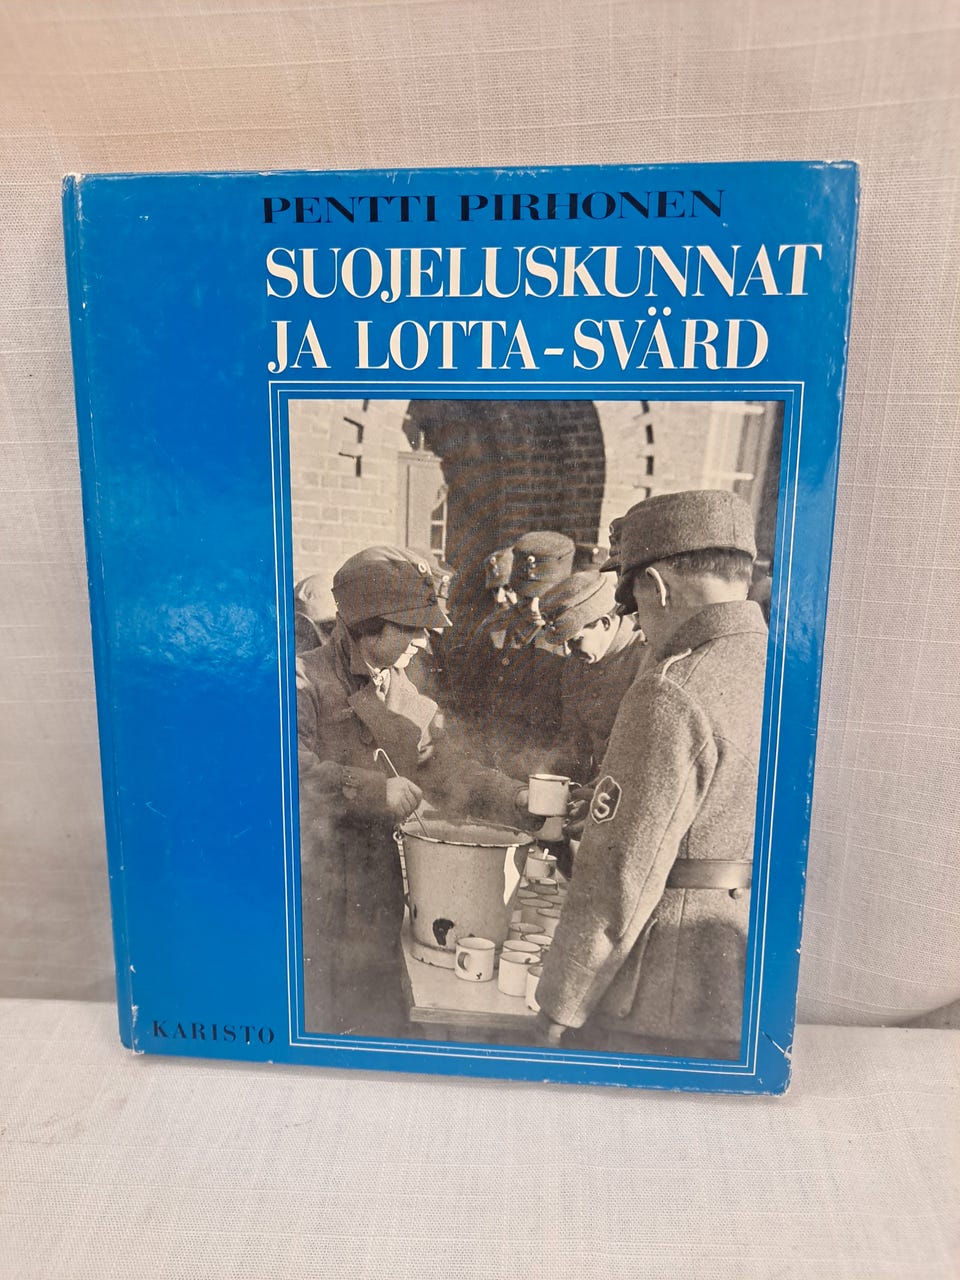 PENTTI PIRHONEN
SUOJELUSKUNNAT
JA LOTTA-SVÄRD
S
KARISTO